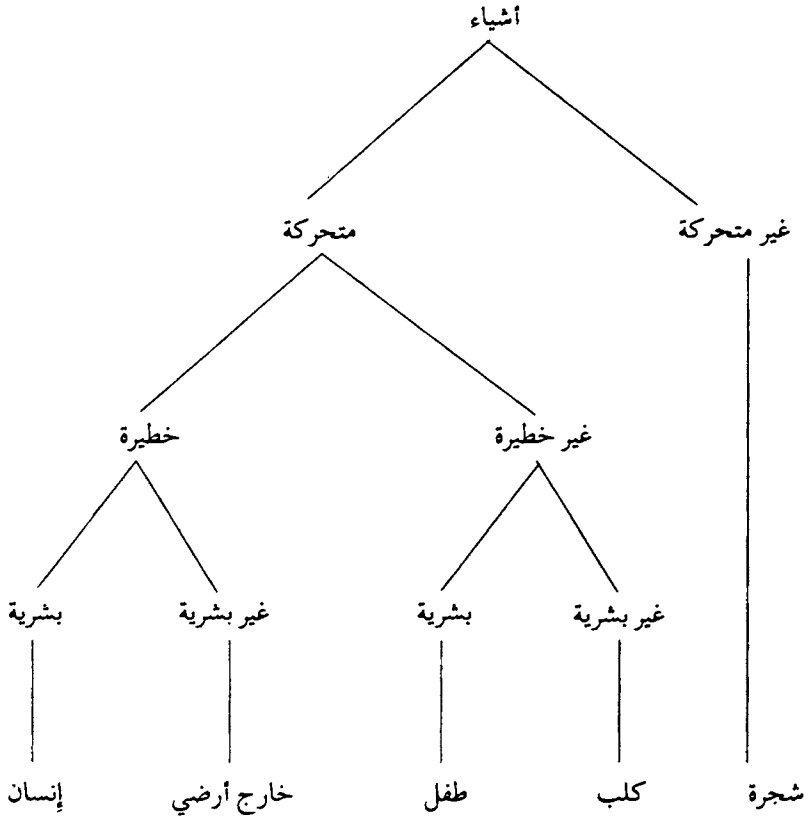 أشياء
غير متحركة متحركة
غير خطيرة خطيرة
غير بشرية بشرية غير بشرية بشرية
شجرة كلب طفل خارج أرضي إنسان